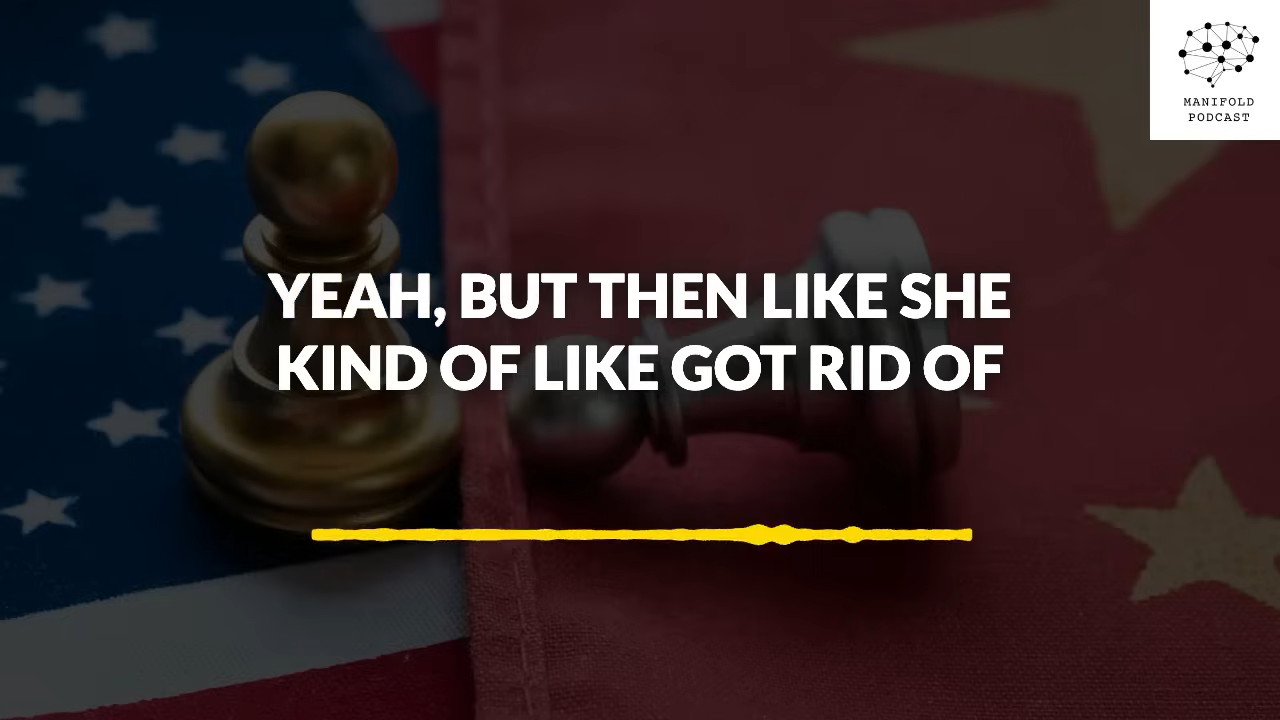 MANIFOLD
PODCAST
YEAH, BUT THEN LIKE SHE
KIND OF LIKE GOT RID OF